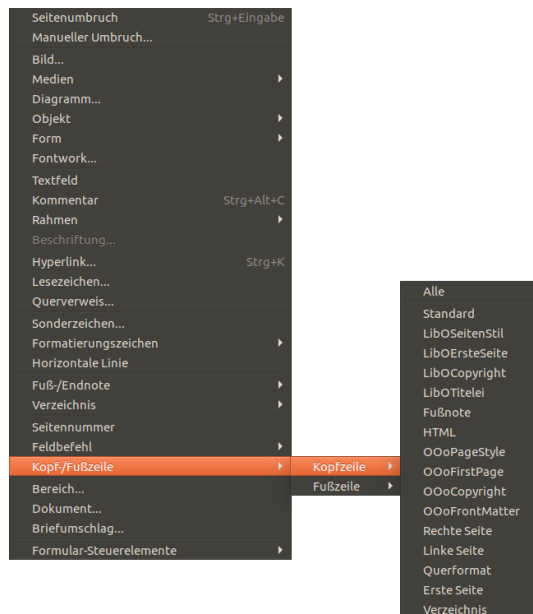 Seitenumbruch Strg+Eingabe
Manueller Umbruch...
Bild...
Medien
Diagramm...
Objekt
Form
Fontwork...
Textfeld
Kommentar Strg+Alt+C
Rahmen
Beschriftung...
Hyperlink... Strg+K
Lesezeichen...
Querverweis...
Sonderzeichen...
Formatierungszeichen
Horizontale Linie
Fuß-/Endnote
Verzeichnis
Seitennummer
Feldbefehl
Kopf-/Fußzeile
Bereich...
Dokument...
Briefumschlag...
Formular-Steuerelemente
Kopfzeile
Fußzeile
Alle
Standard
LibOSeitenStil
LibOErsteSeite
LibOCopyright
LibOTitelei
Fußnote
HTML
OOoPageStyle
OOoFirstPage
OOoCopyright
OOoFrontMatter
Rechte Seite
Linke Seite
Querformat
Erste Seite
Verzeichnis